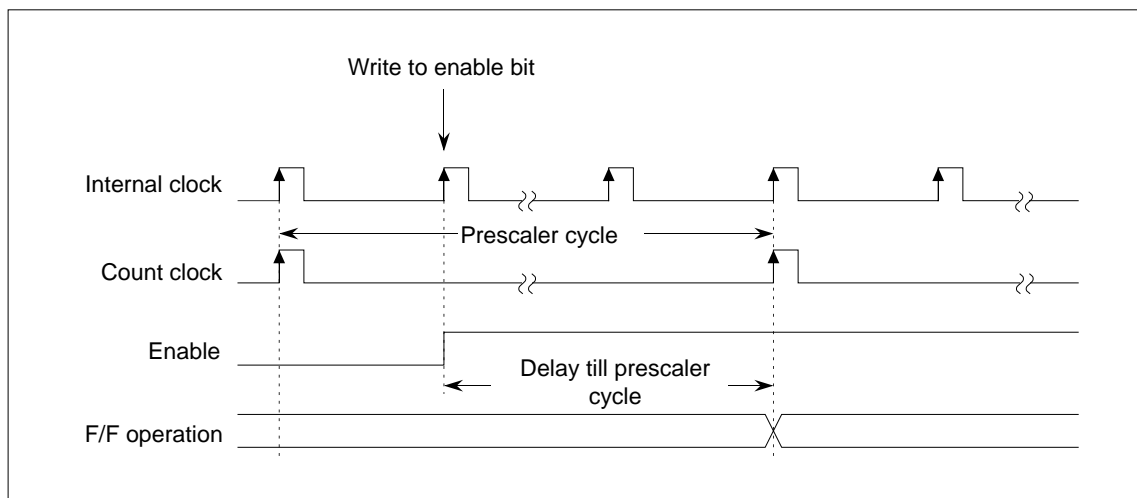 Write to enable bit
Internal clock
Prescaler cycle
Count clock
Enable
Delay till prescaler
cycle
F/F operation